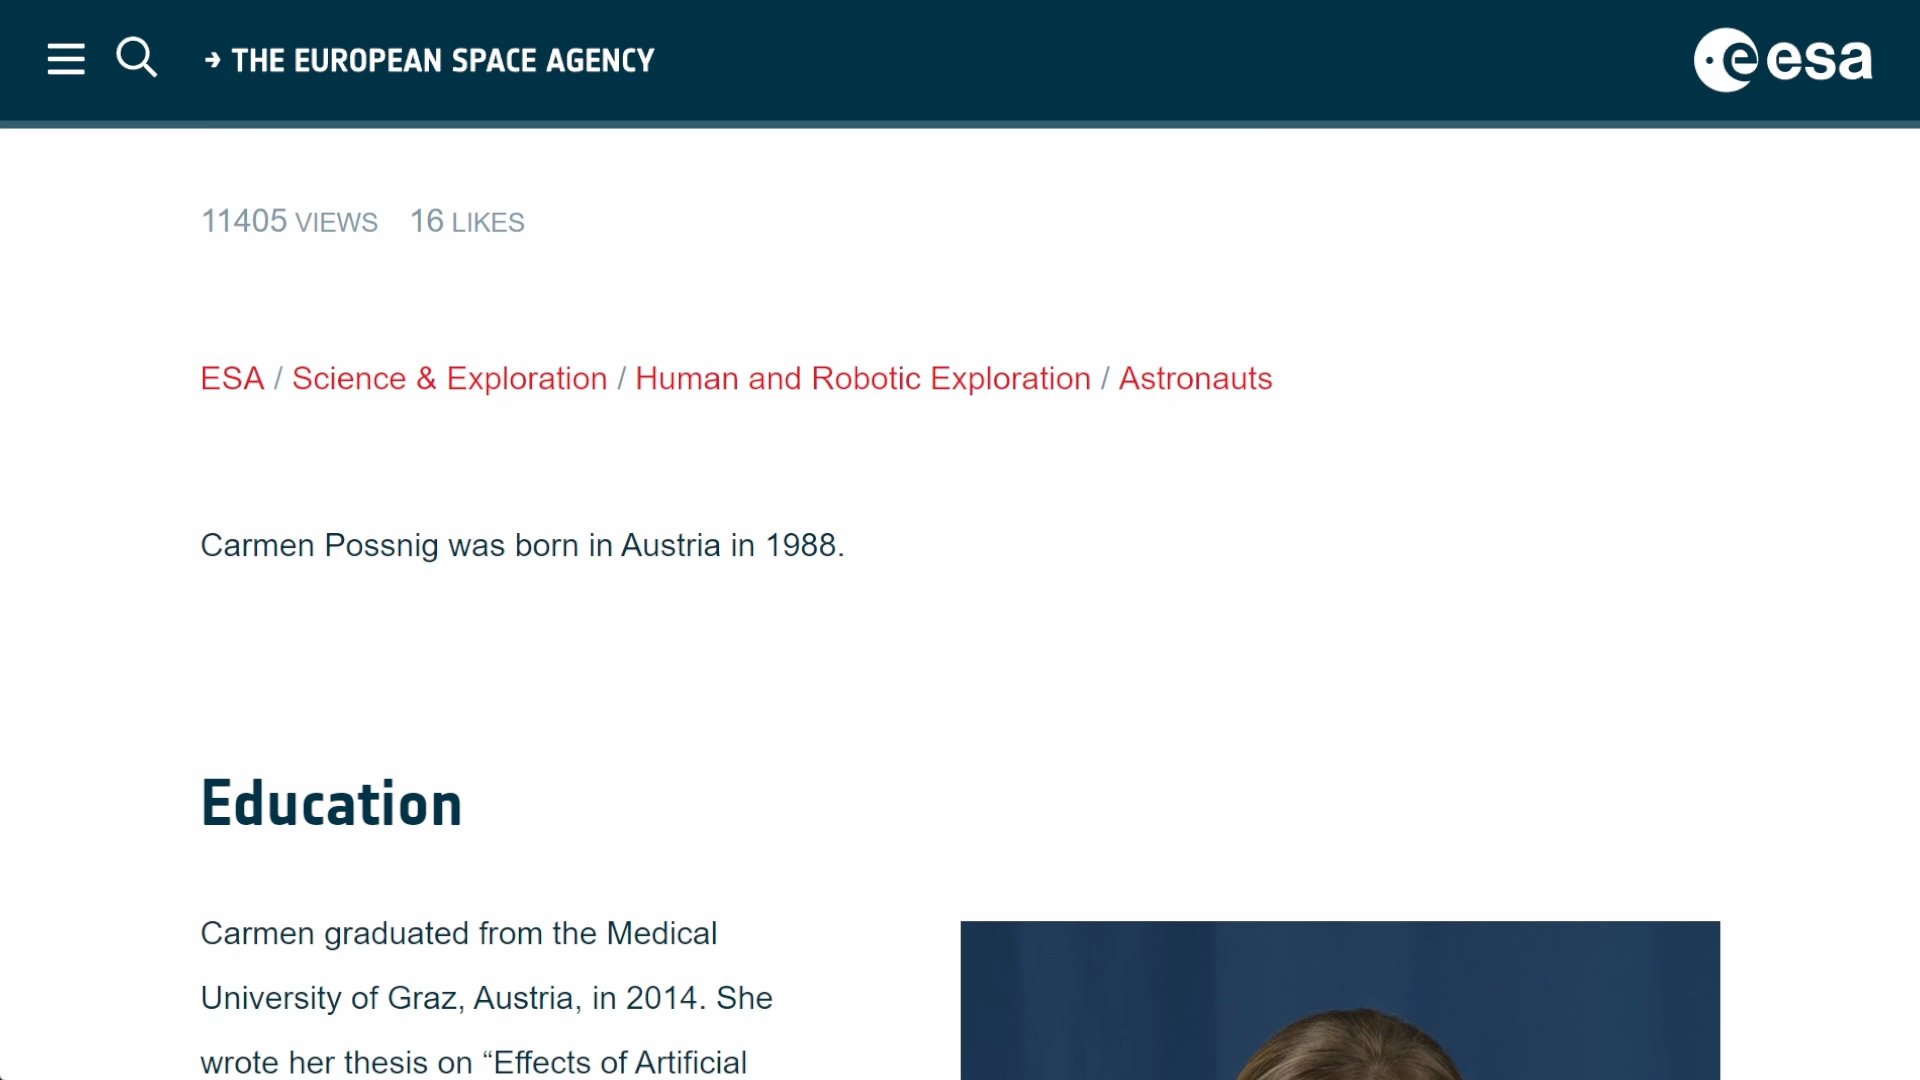 → THE EUROPEAN SPACE AGENCY
esa
11405 VIEWS 16 LIKES
ESA / Science & Exploration / Human and Robotic Exploration / Astronauts
Carmen Possnig was born in Austria in 1988.
Education
Carmen graduated from the Medical
University of Graz, Austria, in 2014. She
wrote her thesis on “Effects of Artificial